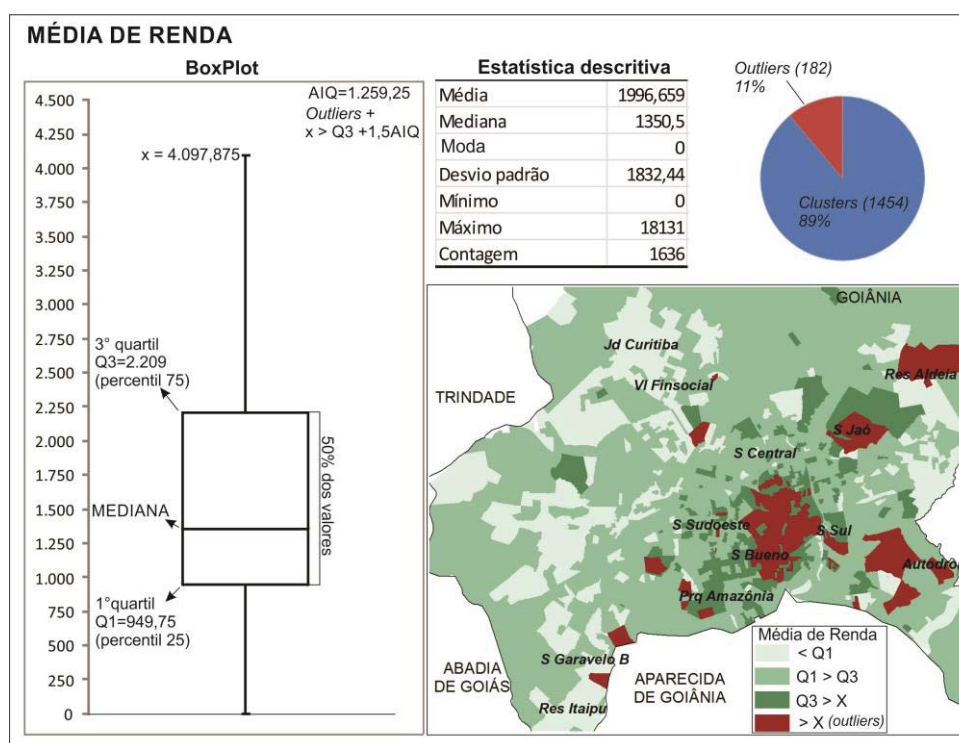 MÉDIA DE RENDA
BoxPlot
AIQ=1.259,25
Outliers +
x > Q3 +1,5AIQ
4.500
4.250
4.000
3.750
3.500
3.250
3.000
2.750
2.500
2.250
2.000
1.750
1.500
1.250
1.000
750
500
250
0
x = 4.097,875
3° quartil
Q3=2.209
(percentil 75)
MEDIANA
1°quartil
Q1=949,75
(percentil 25)
50% dos valores
Estatística descritiva
Média 1996,659
Mediana 1350,5
Moda 0
Desvio padrão 1832,44
Mínimo 0
Máximo 18131
Contagem 1636
Outliers (182)
11%
Clusters (1454)
89%
GOIÂNIA
Jd Curitiba
Res Aldeia
Vl Finsocial
TRINDADE
S Jaó
S Central
S Sudoeste
S Sul
S Bueno
Autódro
Prq Amazônia
S Garavelo B
ABADIA
DE GOIÁS
APARECIDA
DE GOIÂNIA
Res Itaipu
Média de Renda
< Q1
Q1 > Q3
Q3 > X
> X (outliers)